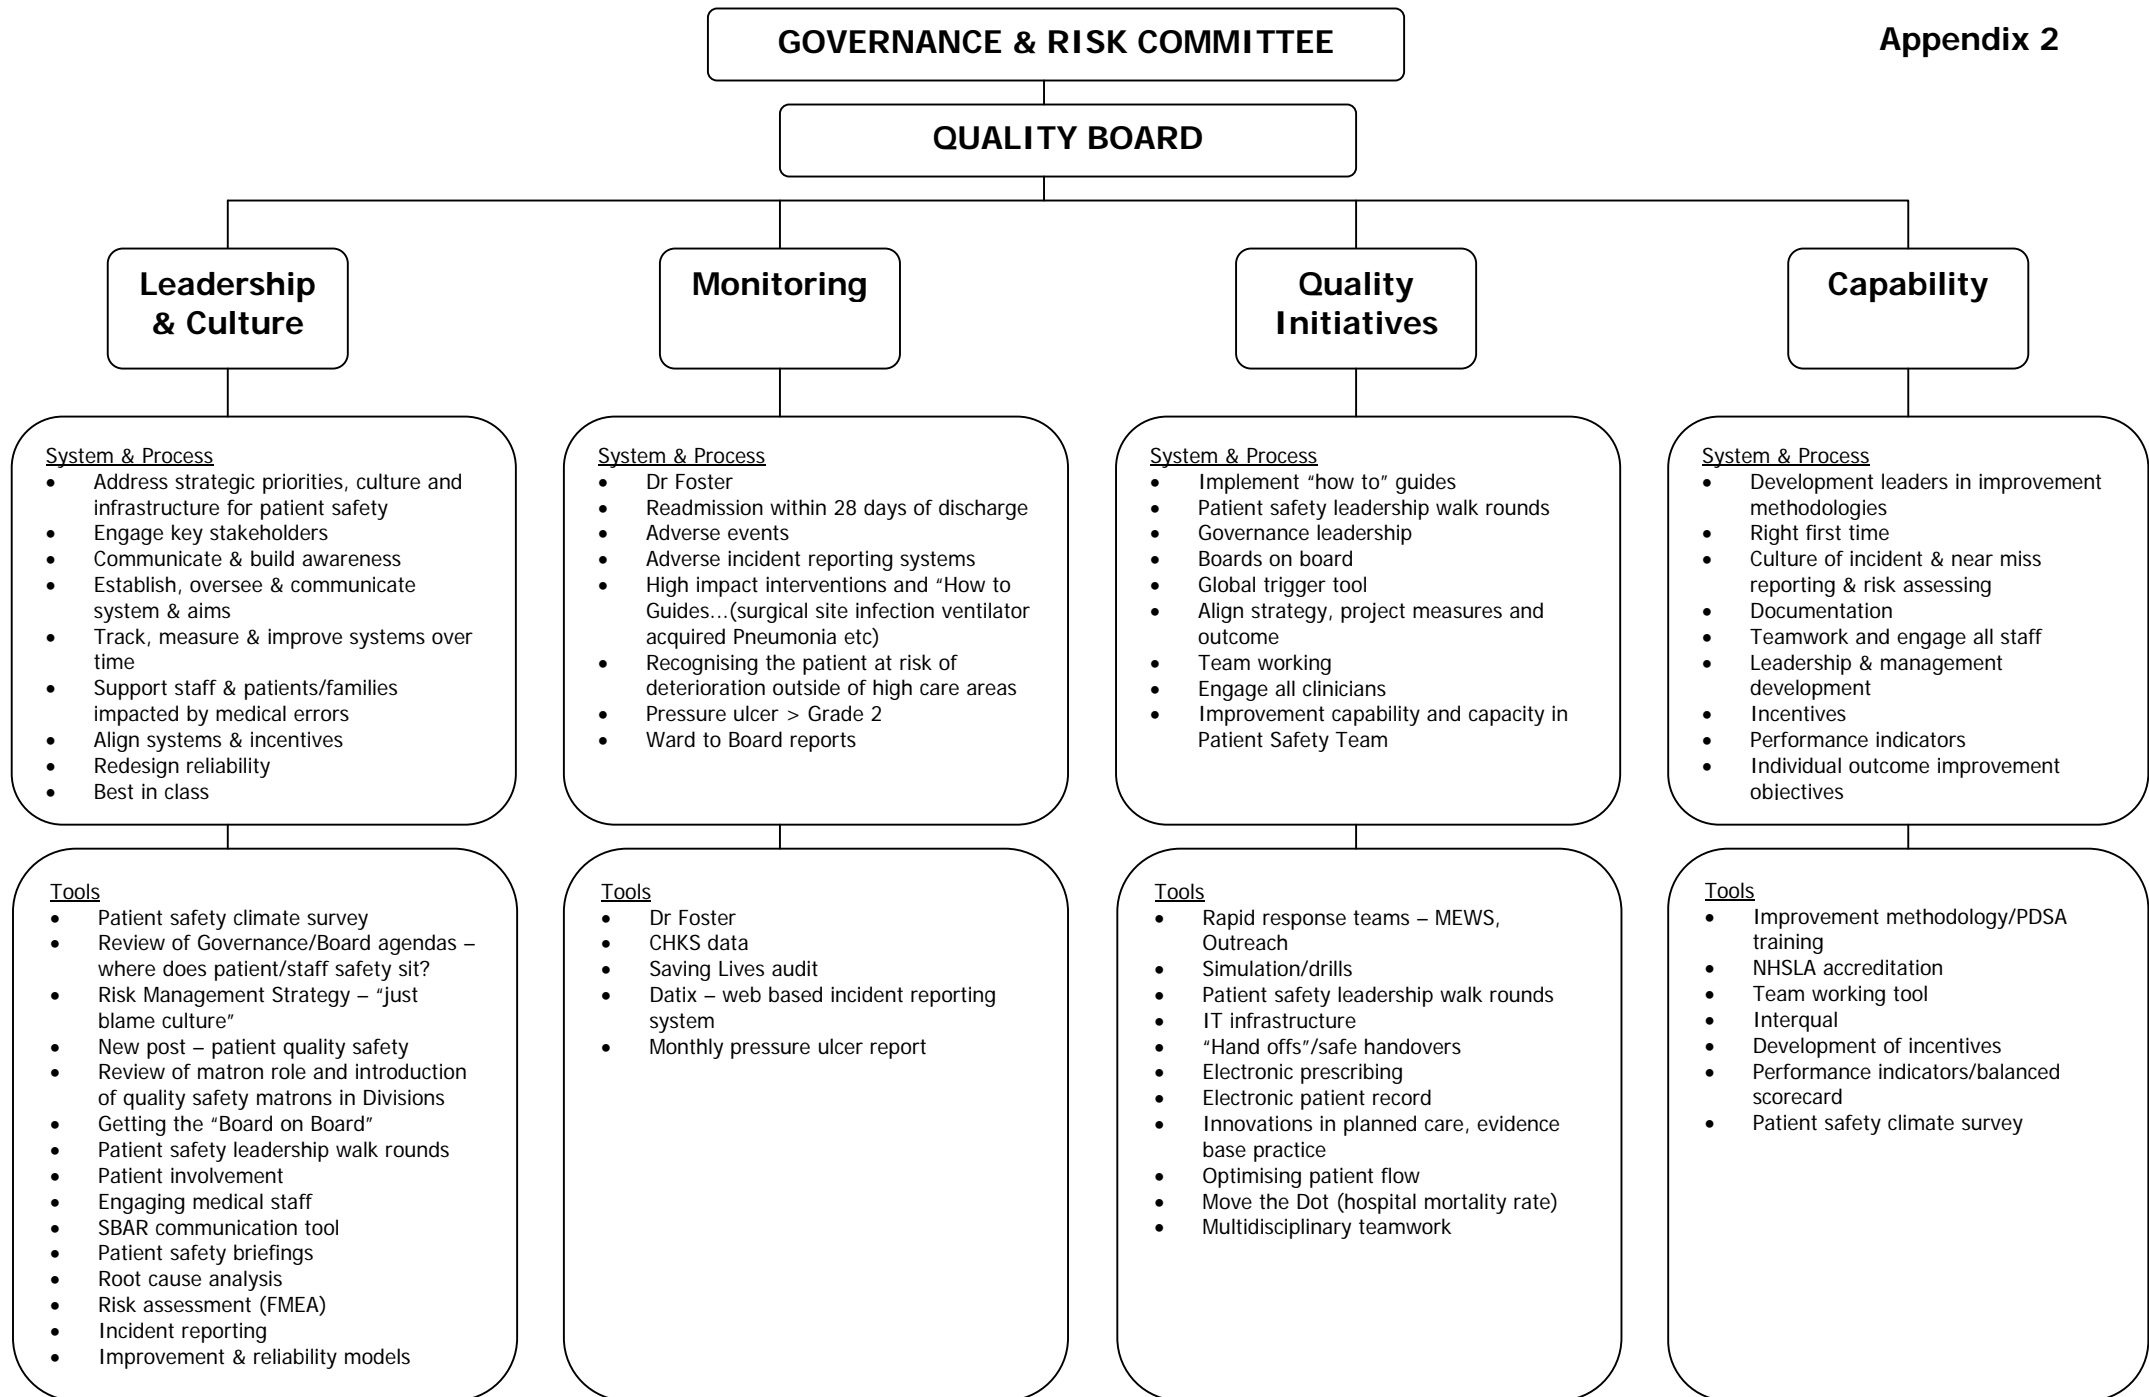 GOVERNANCE & RISK COMMITTEE
Appendix 2
QUALITY BOARD
Leadership
& Culture
Monitoring
Quality
Initiatives
Capability
System & Process
• Address strategic priorities, culture and
infrastructure for patient safety
• Engage key stakeholders
• Communicate & build awareness
• Establish, oversee & communicate
system & aims
• Track, measure & improve systems over
time
• Support staff & patients/families
impacted by medical errors
• Align systems & incentives
• Redesign reliability
• Best in class
System & Process
• Dr Foster
• Readmission within 28 days of discharge
• Adverse events
• Adverse incident reporting systems
• High impact interventions and “How to
Guides…(surgical site infection ventilator
acquired Pneumonia etc)
• Recognising the patient at risk of
deterioration outside of high care areas
• Pressure ulcer > Grade 2
• Ward to Board reports
System & Process
• Implement “how to” guides
• Patient safety leadership walk rounds
• Governance leadership
• Boards on board
• Global trigger tool
• Align strategy, project measures and
outcome
• Team working
• Engage all clinicians
• Improvement capability and capacity in
Patient Safety Team
System & Process
• Development leaders in improvement
methodologies
• Right first time
• Culture of incident & near miss
reporting & risk assessing
• Documentation
• Teamwork and engage all staff
• Leadership & management
development
• Incentives
• Performance indicators
• Individual outcome improvement
objectives
Tools
• Patient safety climate survey
• Review of Governance/Board agendas –
where does patient/staff safety sit?
• Risk Management Strategy – “just
blame culture”
• New post – patient quality safety
• Review of matron role and introduction
of quality safety matrons in Divisions
• Getting the “Board on Board”
• Patient safety leadership walk rounds
• Patient involvement
• Engaging medical staff
• SBAR communication tool
• Patient safety briefings
• Root cause analysis
• Risk assessment (FMEA)
• Incident reporting
• Improvement & reliability models
Tools
• Dr Foster
• CHKS data
• Saving Lives audit
• Datix – web based incident reporting
system
• Monthly pressure ulcer report
Tools
• Rapid response teams – MEWS,
Outreach
• Simulation/drills
• Patient safety leadership walk rounds
• IT infrastructure
• “Hand offs”/safe handovers
• Electronic prescribing
• Electronic patient record
• Innovations in planned care, evidence
base practice
• Optimising patient flow
• Move the Dot (hospital mortality rate)
• Multidisciplinary teamwork
Tools
• Improvement methodology/PDSA
training
• NHSLA accreditation
• Team working tool
• Interqual
• Development of incentives
• Performance indicators/balanced
scorecard
• Patient safety climate survey